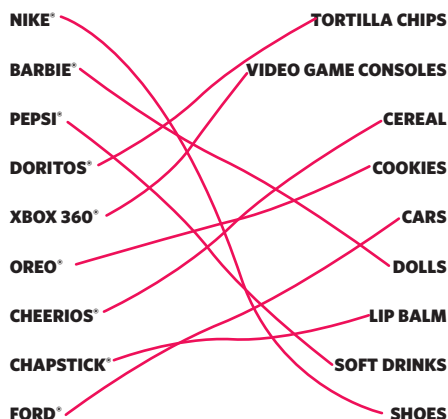 NIKE® TORTILLA CHIPS
BARBIE® VIDEO GAME CONSOLES
PEPSI® CEREAL
DORITOS® COOKIES
XBOX 360® CARS
OREO® DOLLS
CHEERIOS® LIP BALM
CHAPSTICK® SOFT DRINKS
FORD® SHOES